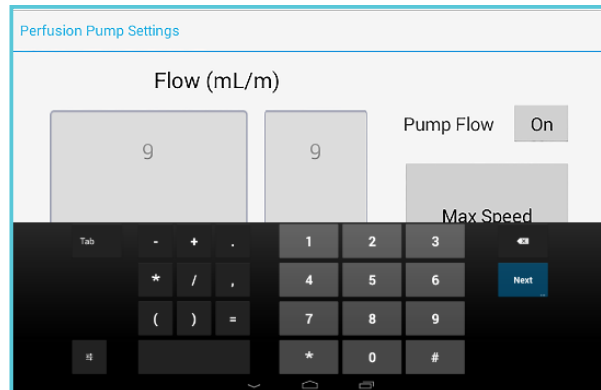 Perfusion Pump Settings
Flow (mL/m)
9 9
Pump Flow On
Max Speed
Tab - + . 1 2 3
* / , 4 5 6 Next
( ) = 7 8 9
* 0 #